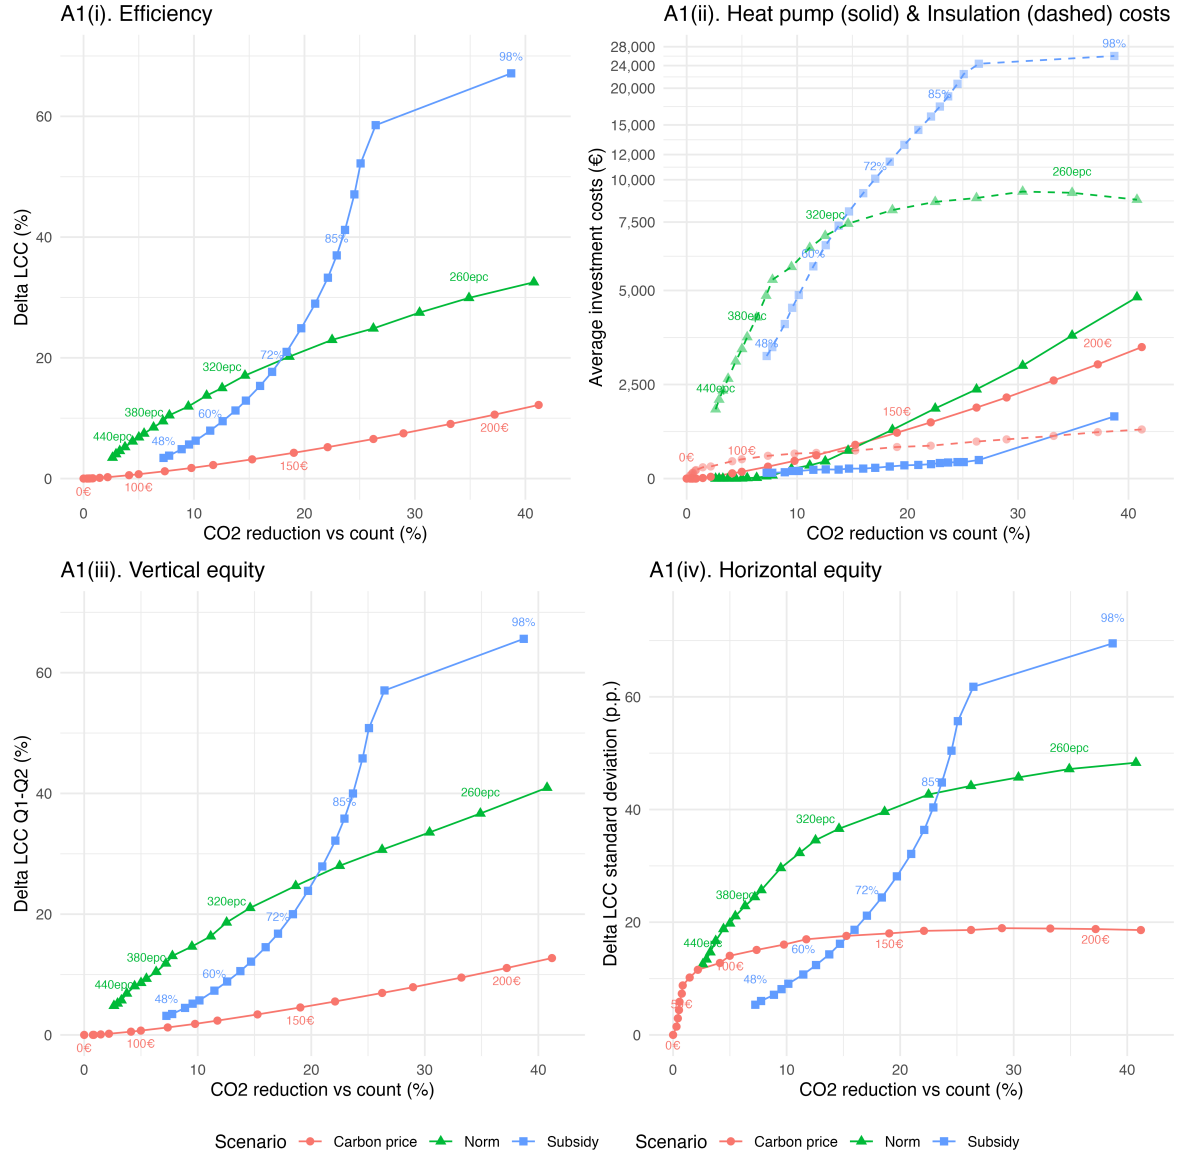 A1(i). Efficiency
Delta LCC (%)
60
40
20
0
98%
85%
72%
60%
48%
260epc
320epc
380epc
440epc
200€
150€
100€
0€
0 10 20 30 40
CO2 reduction vs count (%)
A1(ii). Heat pump (solid) & Insulation (dashed) costs
Average investment costs (€)
28,000
24,000
20,000
15,000
12,000
10,000
7,500
5,000
2,500
0
98%
85%
72%
60%
48%
260epc
320epc
380epc
440epc
200€
150€
100€
0€
0 10 20 30 40
CO2 reduction vs count (%)
A1(iii). Vertical equity
Delta LCC Q1-Q2 (%)
60
40
20
0
98%
85%
72%
60%
48%
260epc
320epc
380epc
440epc
200€
150€
100€
0€
0 10 20 30 40
CO2 reduction vs count (%)
A1(iv). Horizontal equity
Delta LCC standard deviation (p.p.)
60
40
20
0
98%
85%
72%
60%
48%
260epc
320epc
380epc
440epc
200€
150€
100€
0€
0 10 20 30 40
CO2 reduction vs count (%)
Scenario Carbon price Norm Subsidy
Scenario Carbon price Norm Subsidy